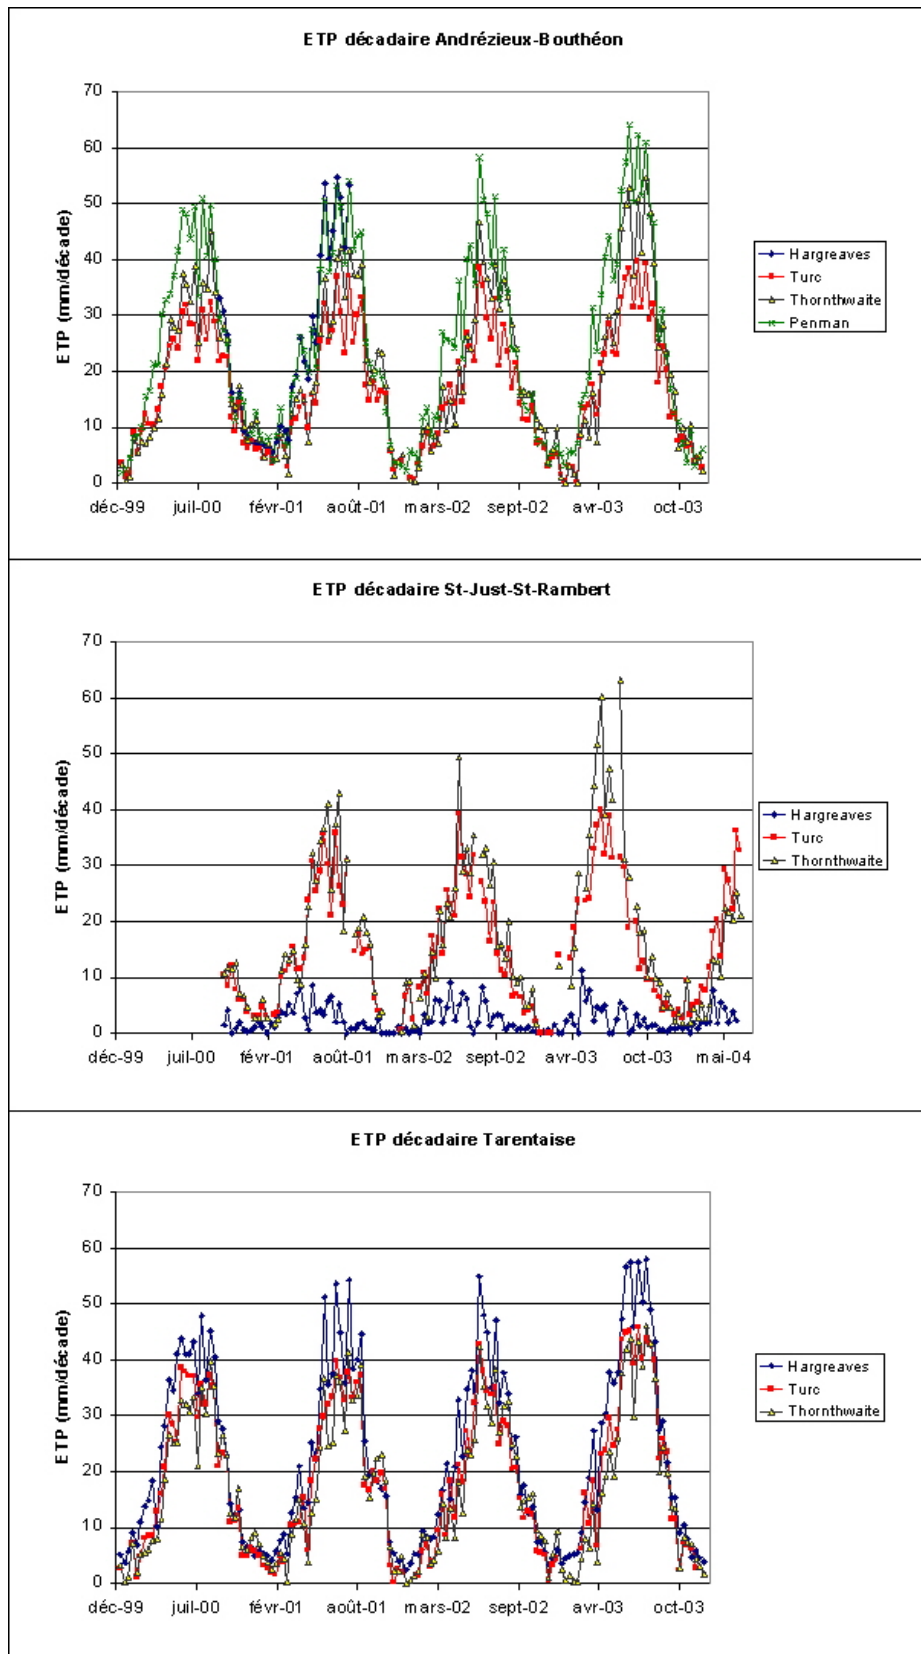 ETP décadaire Andrézieux-Bouthéon
70
60
50
40
30
20
10
0
ETP (mm/décade)
déc-99 juil-00 févr-01 août-01 mars-02 sept-02 avr-03 oct-03
Hargreaves
Turc
Thornthwaite
Penman
ETP décadaire St-Just-St-Rambert
70
60
50
40
30
20
10
0
ETP (mm/décade)
déc-99 juil-00 févr-01 août-01 mars-02 sept-02 avr-03 oct-03 mai-04
Hargreaves
Turc
Thornthwaite
ETP décadaire Tarentaise
70
60
50
40
30
20
10
0
ETP (mm/décade)
déc-99 juil-00 févr-01 août-01 mars-02 sept-02 avr-03 oct-03
Hargreaves
Turc
Thornthwaite